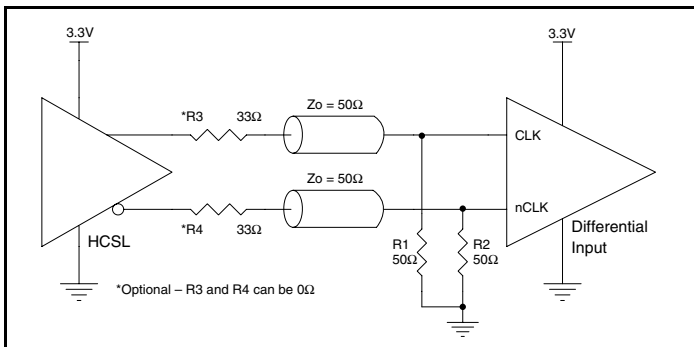 3.3V
3.3V
*R3 33Ω
Zo = 50Ω
CLK
Zo = 50Ω
nCLK
*R4 33Ω
HCSL
R1
50Ω
R2
50Ω
Differential
Input
*Optional – R3 and R4 can be 0Ω